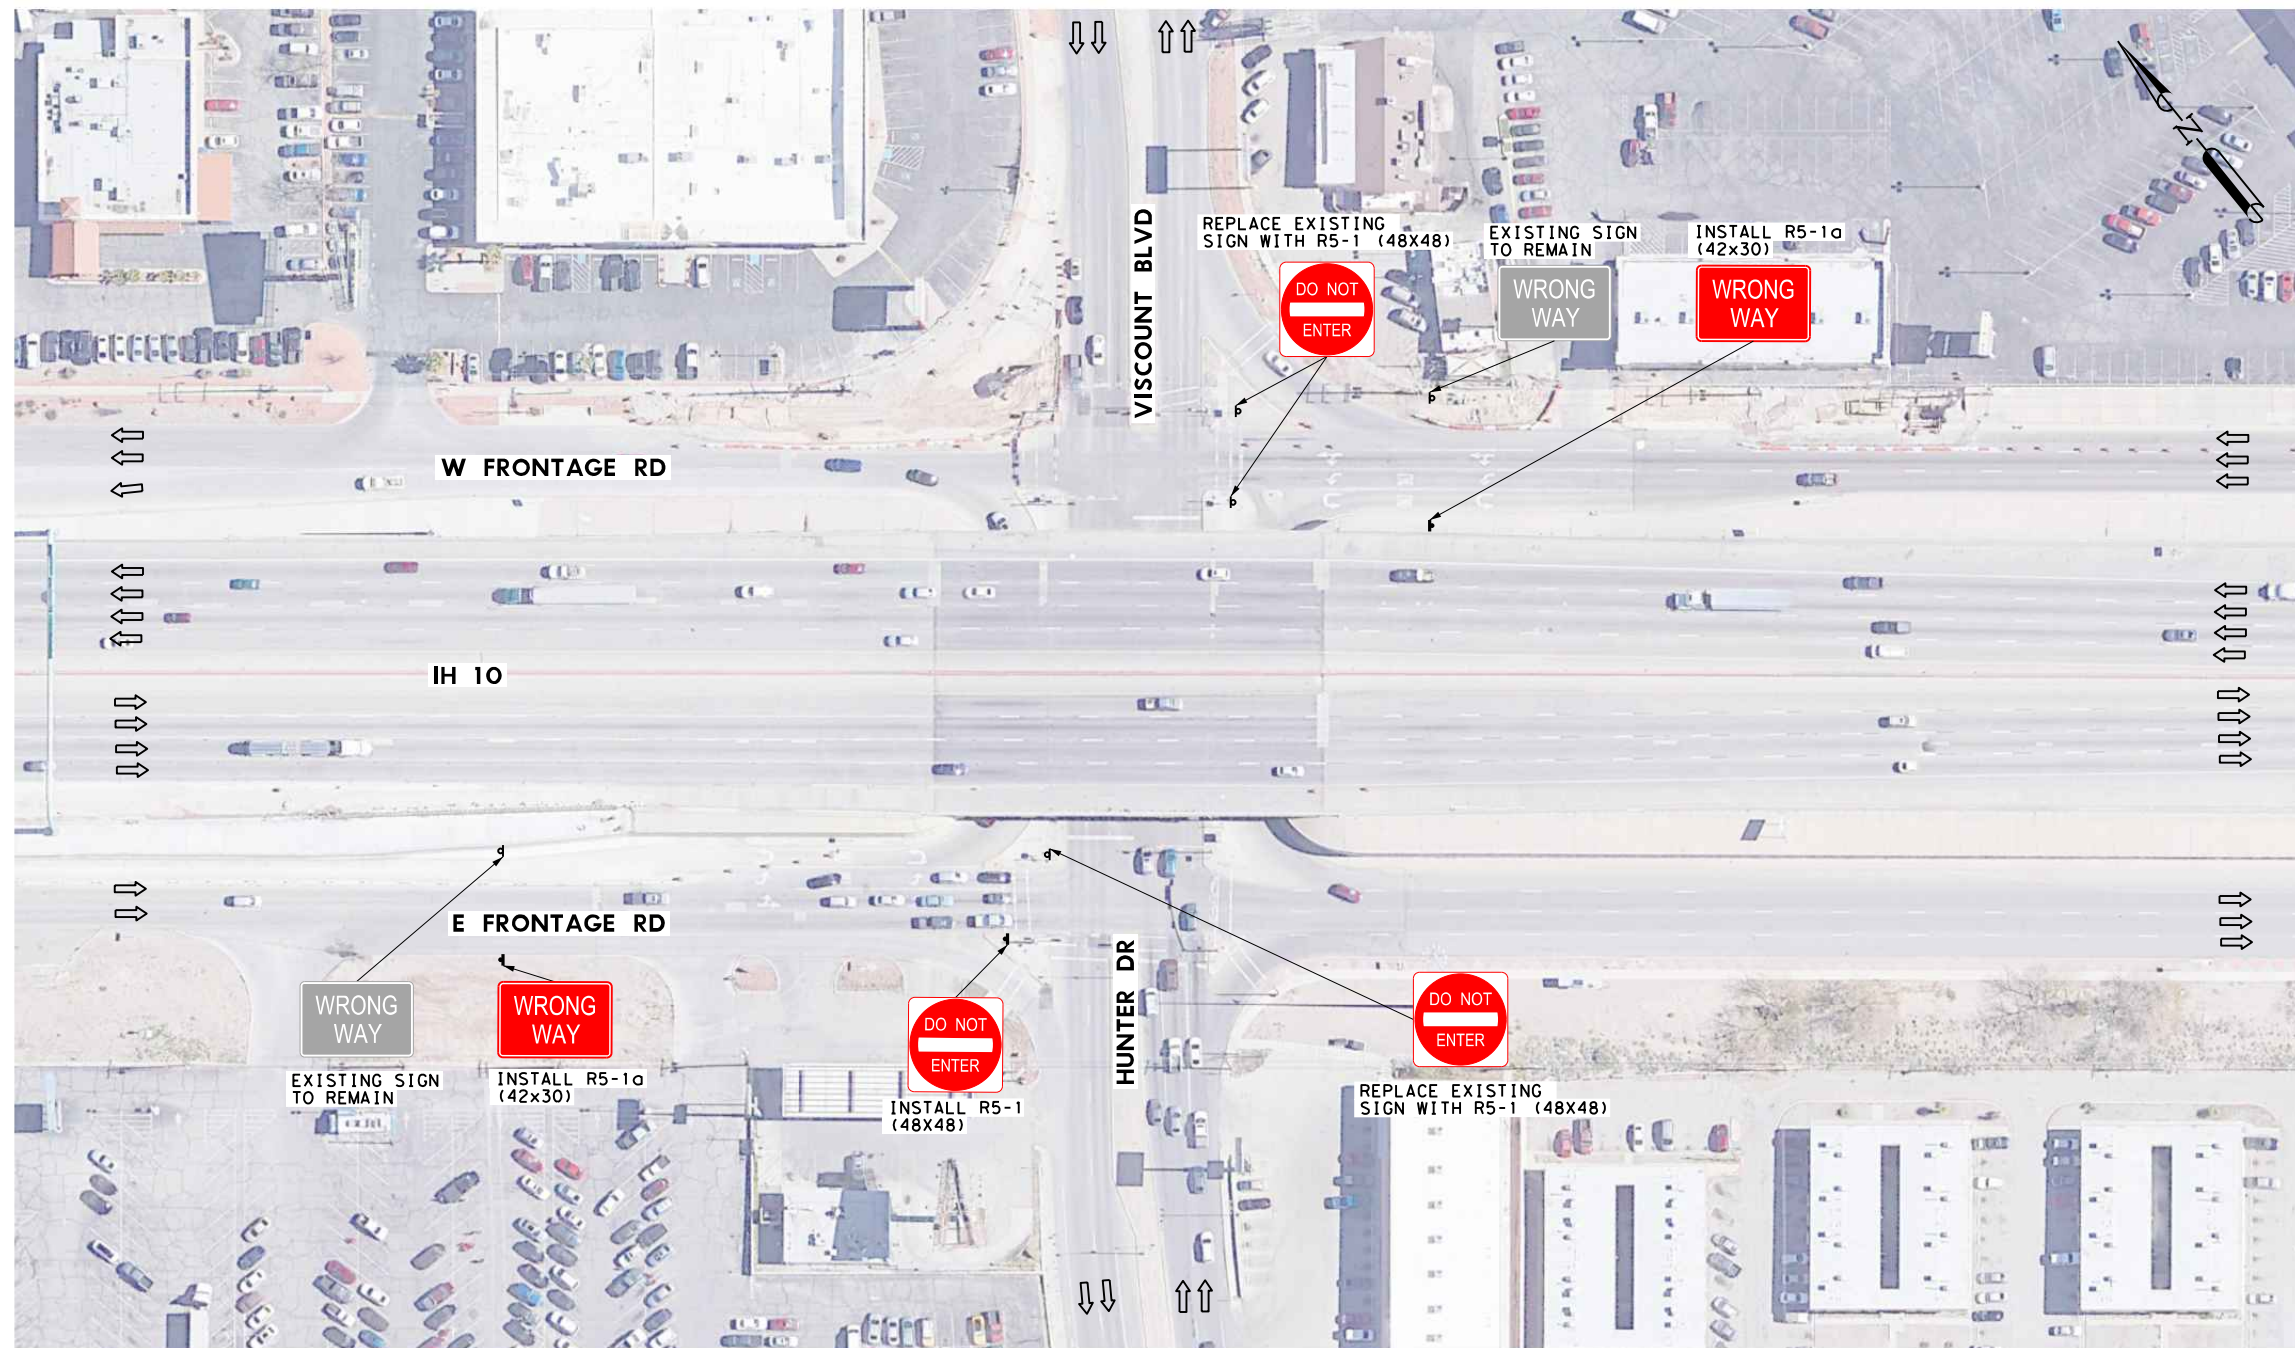 VISCOUNT BLVD
REPLACE EXISTING
SIGN WITH R5-1 (48X48)
DO NOT
ENTER
EXISTING SIGN
TO REMAIN
WRONG
WAY
INSTALL R5-1a
(42x30)
WRONG
WAY
N
W FRONTAGE RD
IH 10
E FRONTAGE RD
WRONG
WAY
EXISTING SIGN
TO REMAIN
WRONG
WAY
INSTALL R5-1a
(42x30)
DO NOT
ENTER
INSTALL R5-1
(48X48)
HUNTER DR
DO NOT
ENTER
REPLACE EXISTING
SIGN WITH R5-1 (48X48)